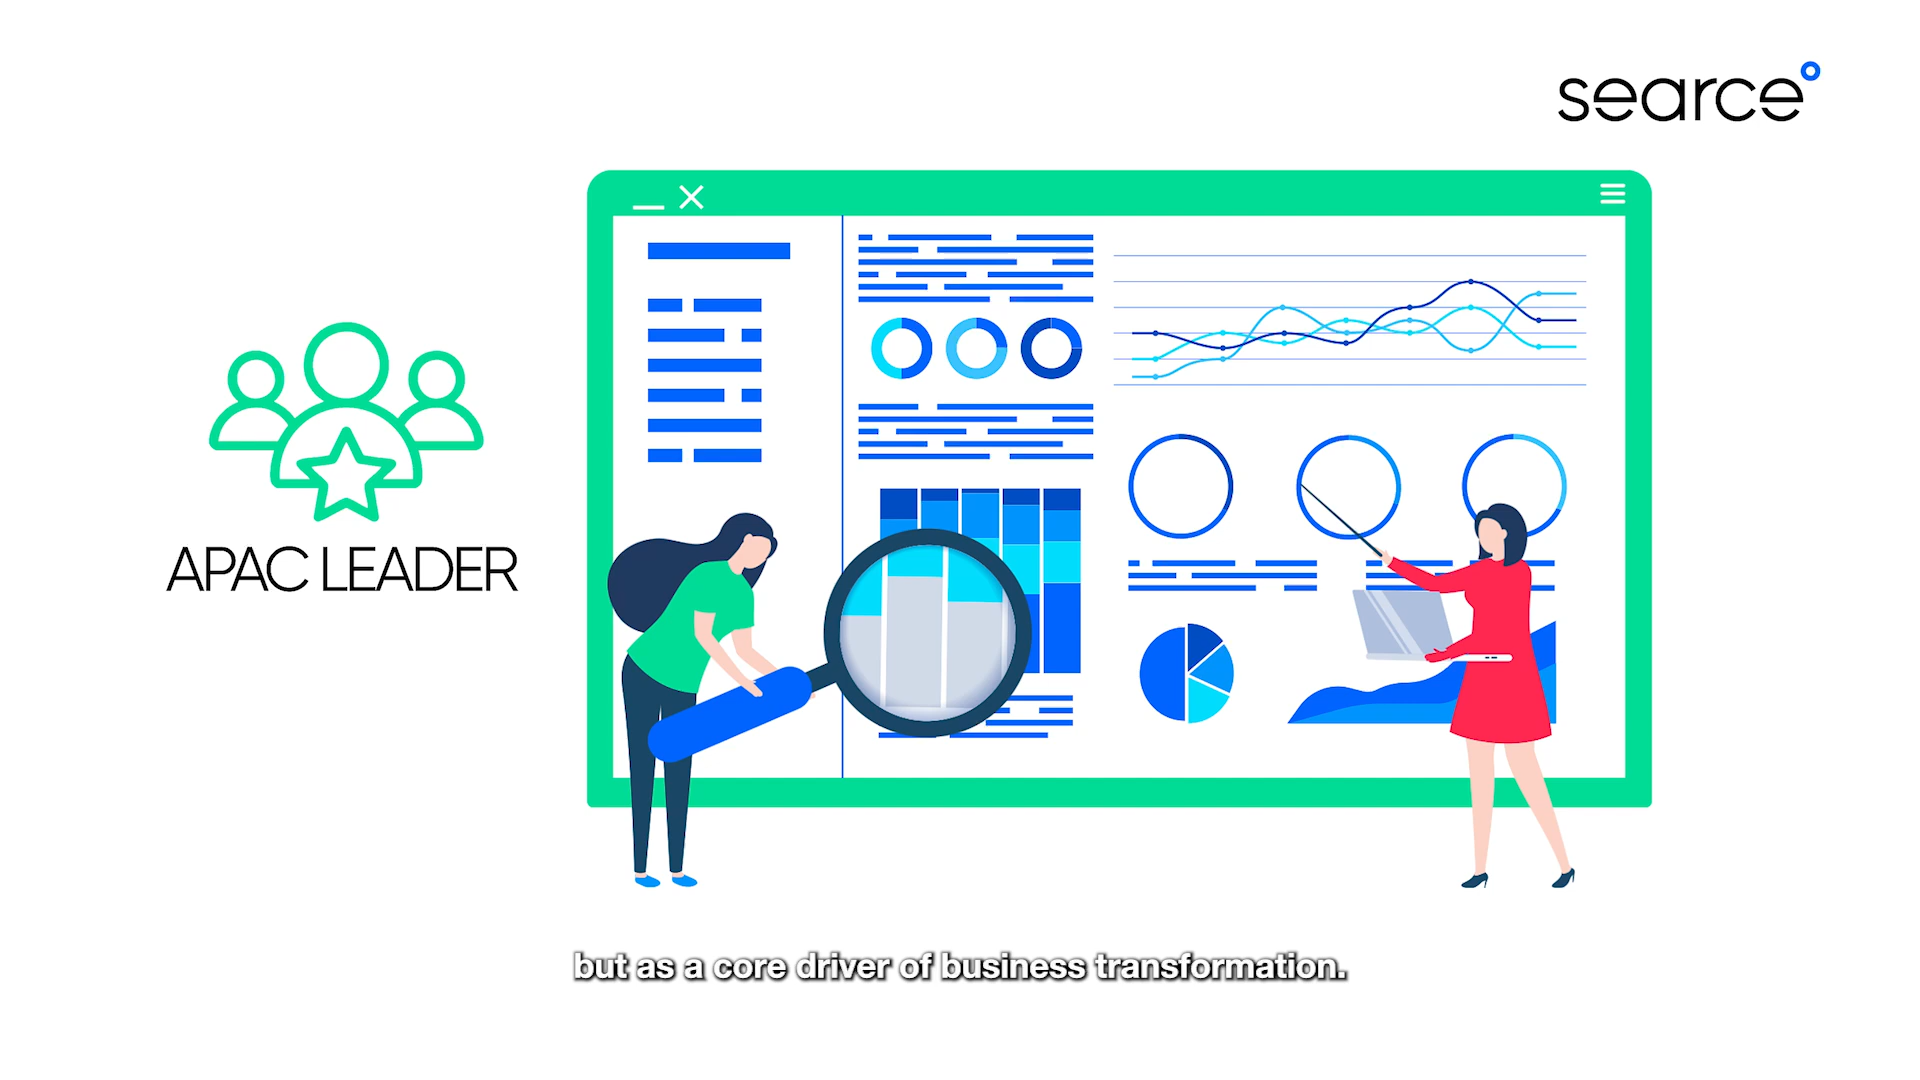 searce
APAC LEADER
but as a core driver of business transformation.